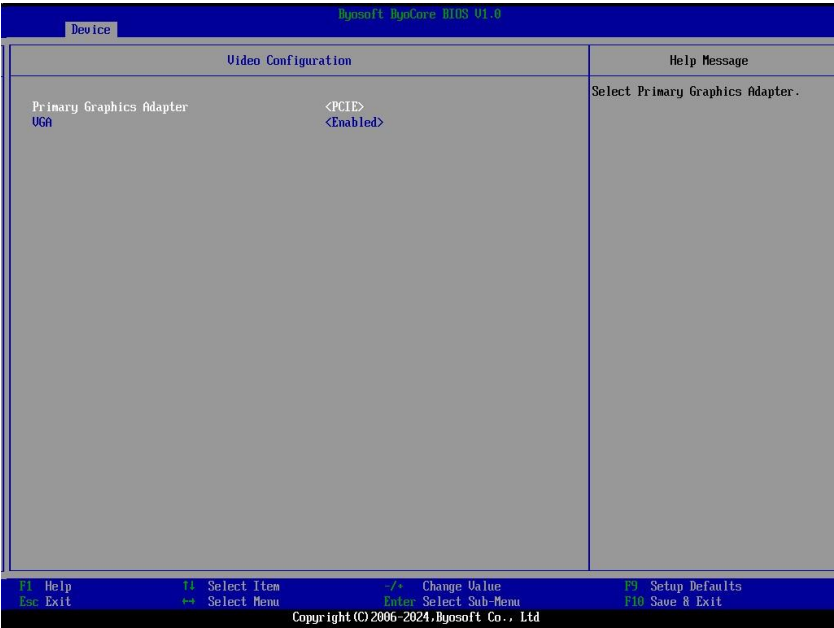 Byosoft ByoCore BIOS V1.0
Device
Video Configuration
Help Message
Primary Graphics Adapter <PCIE>
VGA <Enabled>
Select Primary Graphics Adapter.
F1 Help ↑↓ Select Item -/+ Change Value F9 Setup Defaults
Esc Exit ↔ Select Menu Enter Select Sub-Menu F10 Save & Exit
Copyright(C)2006-2024,Byosoft Co., Ltd